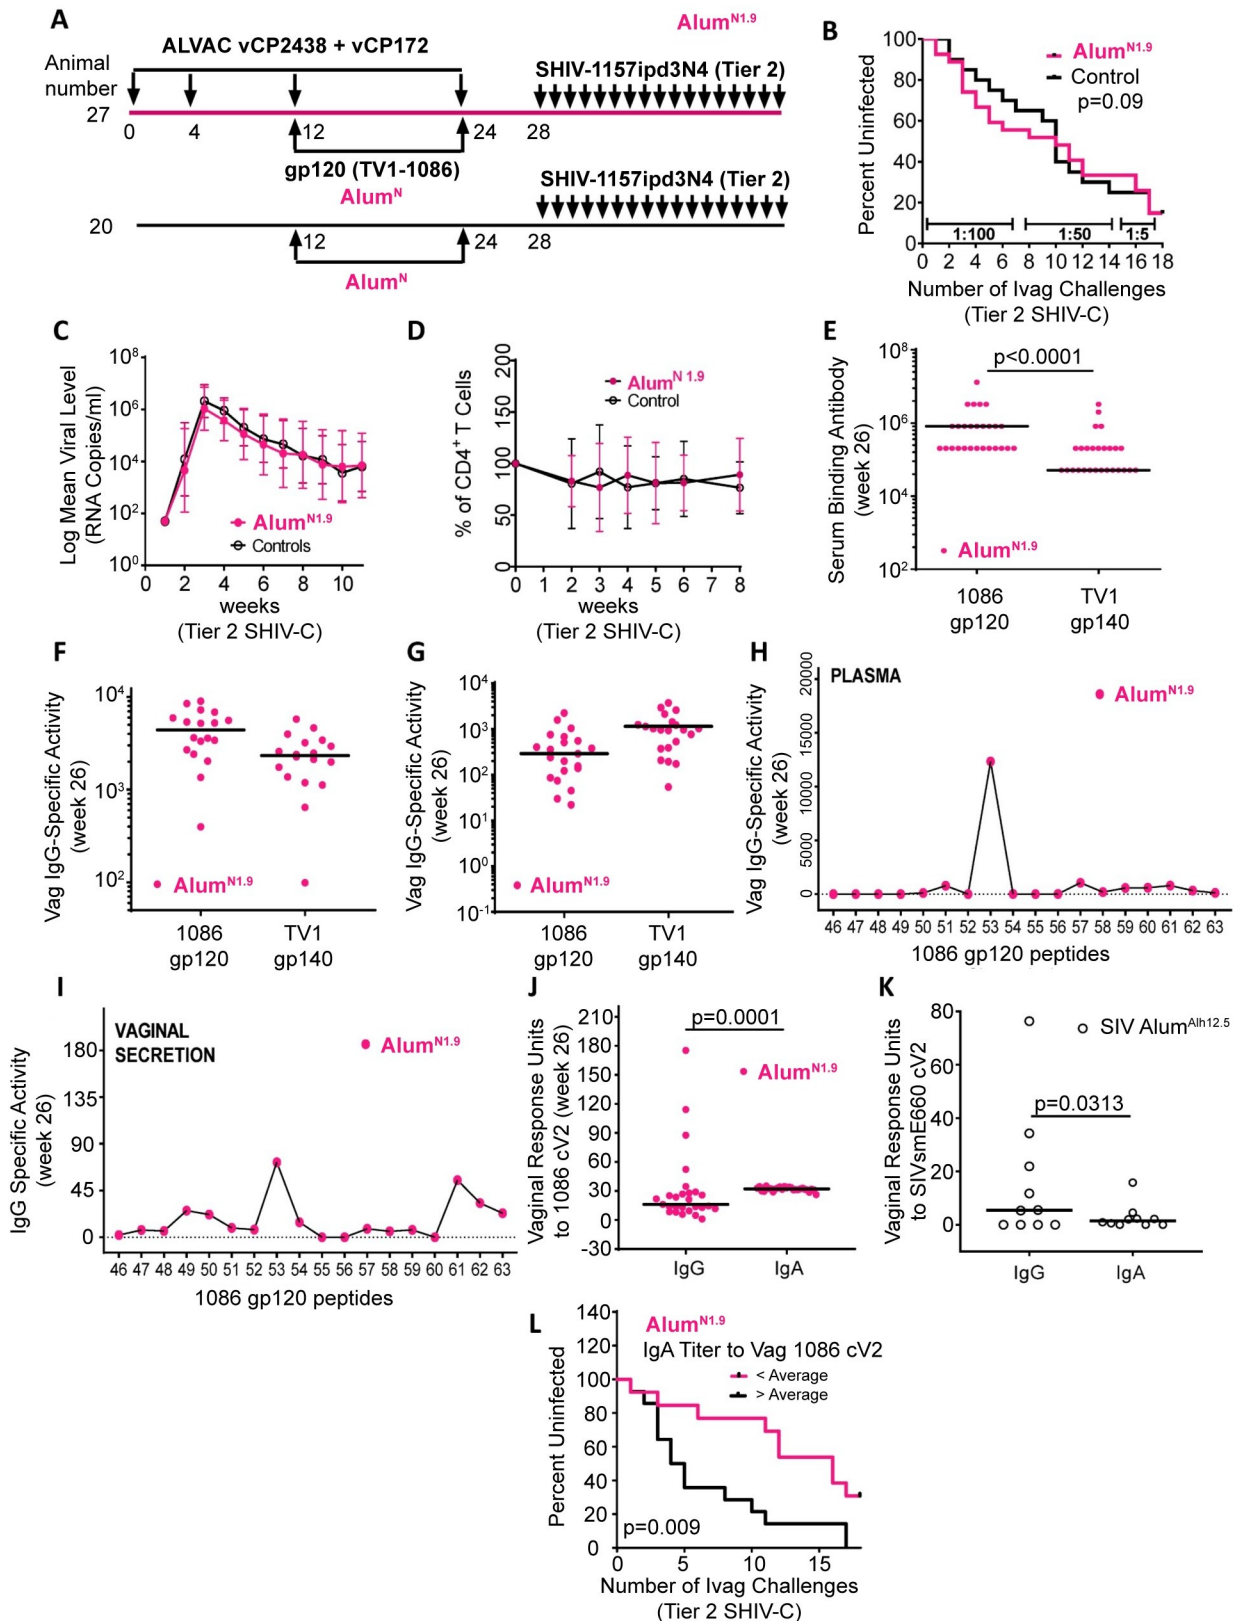 A
Alum^N1.9
ALVAC vCP2438 + vCP172
Animal
number
SHIV-1157ipd3N4 (Tier 2)
27
0 4 12 24 28
gp120 (TV1-1086)
Alum^N
SHIV-1157ipd3N4 (Tier 2)
20
12 24 28
Alum^N
B
Percent Uninfected
100
80
60
40
20
0
Alum^N1.9
Control
p=0.09
1:100 1:50 1:5
0 2 4 6 8 10 12 14 16 18
Number of Ivag Challenges
(Tier 2 SHIV-C)
C
Log Mean Viral Level
(RNA Copies/ml)
10^8
10^6
10^4
10^2
10^0
Alum^N1.9
Controls
0 2 4 6 8 10
weeks
(Tier 2 SHIV-C)
D
% of CD4^+ T Cells
200
150
100
50
0
Alum^N 1.9
Control
0 1 2 3 4 5 6 7 8
weeks
(Tier 2 SHIV-C)
E
Serum Binding Antibody
(week 26)
10^8
10^6
10^4
10^2
p<0.0001
Alum^N1.9
1086 TV1
gp120 gp140
F
Vag IgG-Specific Activity
(week 26)
10^4
10^3
10^2
Alum^N1.9
1086 TV1
gp120 gp140
G
Vag IgG-Specific Activity
(week 26)
10^4
10^3
10^2
10^1
10^0
10^-1
Alum^N1.9
1086 TV1
gp120 gp140
H
Vag IgG-Specific Activity
(week 26)
20000
15000
10000
5000
0
PLASMA
Alum^N1.9
46 47 48 49 50 51 52 53 54 55 56 57 58 59 60 61 62 63
1086 gp120 peptides
I
IgG Specific Activity
(week 26)
180
135
90
45
0
VAGINAL
SECRETION
Alum^N1.9
46 47 48 49 50 51 52 53 54 55 56 57 58 59 60 61 62 63
1086 gp120 peptides
J
Vaginal Response Units
to 1086 cV2 (week 26)
210
180
150
120
90
60
30
0
-30
p=0.0001
Alum^N1.9
IgG IgA
K
Vaginal Response Units
to SIVsmE660 cV2
80
60
40
20
0
SIV Alum^Alh12.5
p=0.0313
IgG IgA
L
Percent Uninfected
140
120
100
80
60
40
20
0
Alum^N1.9
IgA Titer to Vag 1086 cV2
< Average
> Average
p=0.009
0 5 10 15
Number of Ivag Challenges
(Tier 2 SHIV-C)